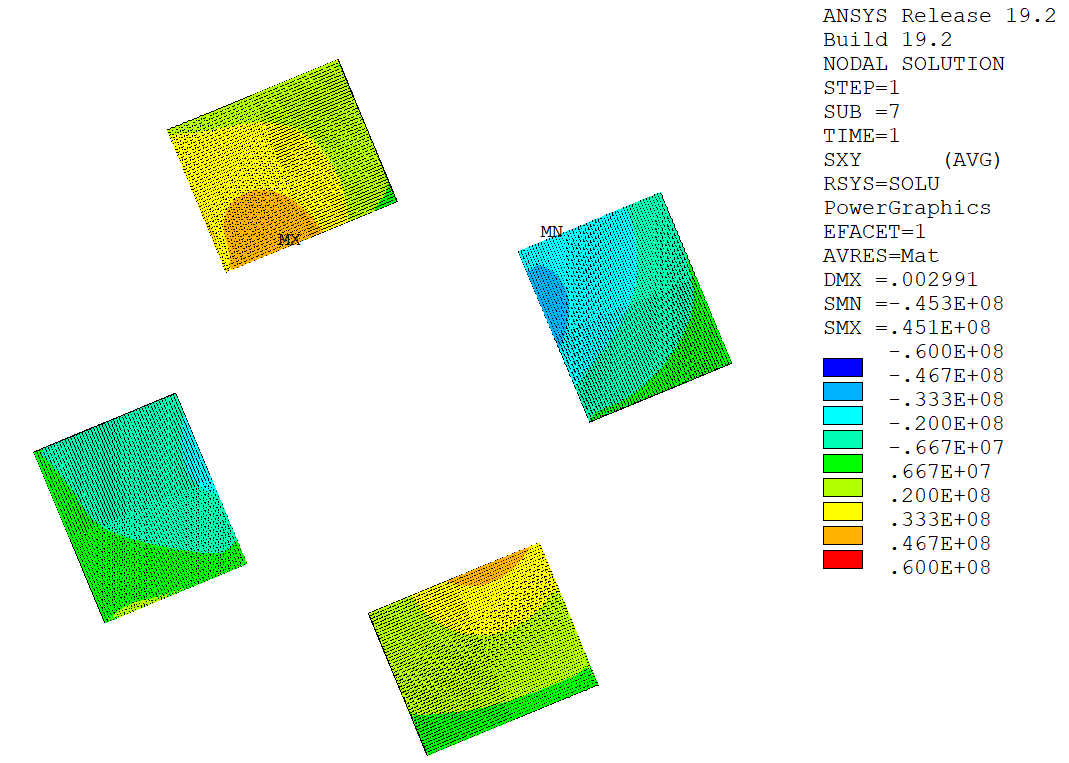 ANSYS Release 19.2
Build 19.2
NODAL SOLUTION
STEP=1
SUB =7
TIME=1
SXY (AVG)
RSYS=SOLU
PowerGraphics
EFACET=1
AVRES=Mat
DMX =.002991
SMN =-.453E+08
SMX =.451E+08
-.600E+08
-.467E+08
-.333E+08
-.200E+08
-.667E+07
.667E+07
.200E+08
.333E+08
.467E+08
.600E+08
MN
MX